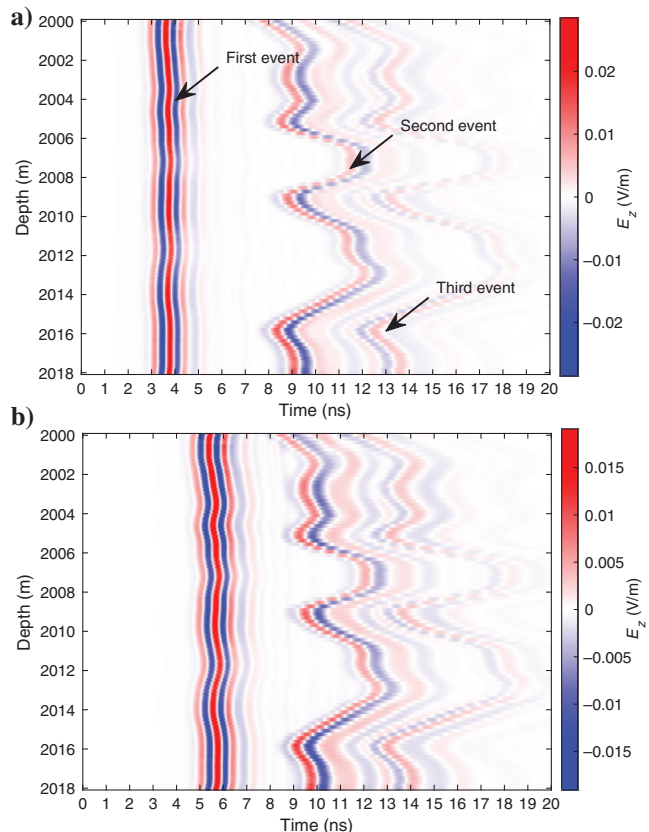 a)
2000
2002
2004
2006
2008
2010
2012
2014
2016
2018
Depth (m)
First event
Second event
Third event
0 1 2 3 4 5 6 7 8 9 10 11 12 13 14 15 16 17 18 19 20
Time (ns)
0.02
0.01
0
−0.01
−0.02
E_z (V/m)
b)
2000
2002
2004
2006
2008
2010
2012
2014
2016
2018
Depth (m)
0 1 2 3 4 5 6 7 8 9 10 11 12 13 14 15 16 17 18 19 20
Time (ns)
0.015
0.01
0.005
0
−0.005
−0.01
−0.015
E_z (V/m)